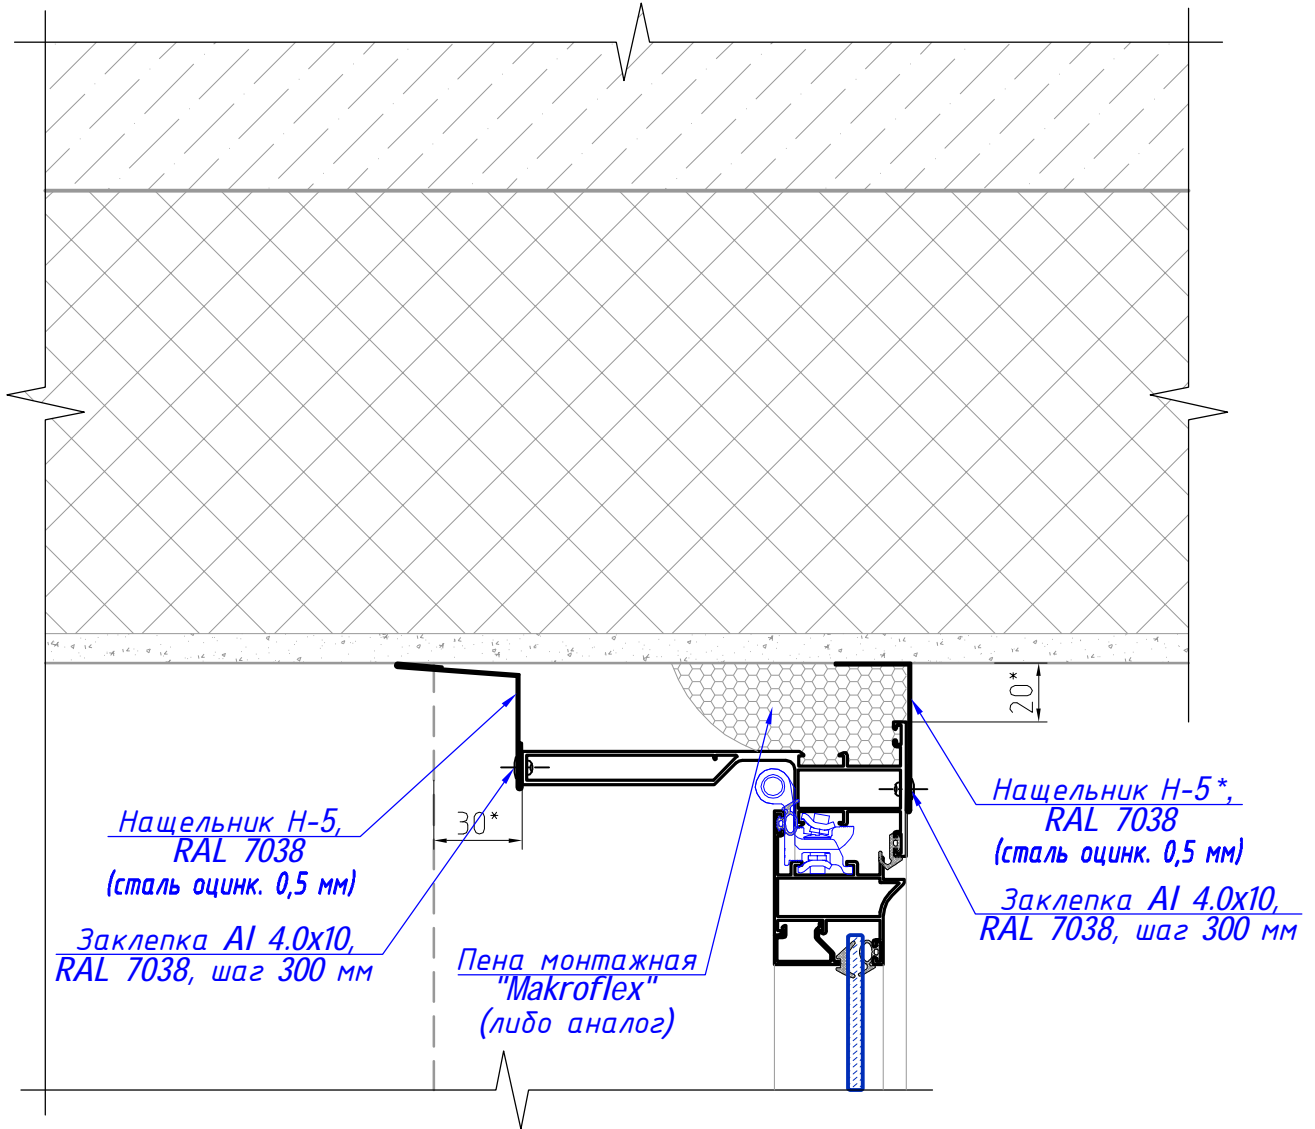 20*
30*
Нащельник Н-5,
RAL 7038
(сталь оцинк. 0,5 мм)
Заклепка Al 4.0x10,
RAL 7038, шаг 300 мм
Пена монтажная
"Makroflex"
(либо аналог)
Нащельник Н-5*,
RAL 7038
(сталь оцинк. 0,5 мм)
Заклепка Al 4.0x10,
RAL 7038, шаг 300 мм